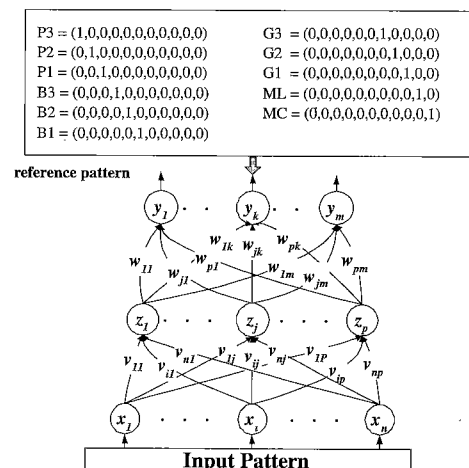 P3 = (1,0,0,0,0,0,0,0,0,0,0) G3 = (0,0,0,0,0,0,1,0,0,0,0)
P2 = (0,1,0,0,0,0,0,0,0,0,0) G2 = (0,0,0,0,0,0,0,1,0,0,0)
P1 = (0,0,1,0,0,0,0,0,0,0,0) G1 = (0,0,0,0,0,0,0,0,1,0,0)
B3 = (0,0,0,1,0,0,0,0,0,0,0) ML = (0,0,0,0,0,0,0,0,0,1,0)
B2 = (0,0,0,0,1,0,0,0,0,0,0) MC = (0,0,0,0,0,0,0,0,0,0,1)
B1 = (0,0,0,0,0,1,0,0,0,0,0)
reference pattern
y1 . . yk . . ym
w11 wj1 wp1 w1k wjk wpk w1m wjm wpm
z1 . . . . zj . . . . zp
v11 vi1 vn1 v1j vij vnj v1P vip vnp
x1 . . . . xi . . . . xn
Input Pattern